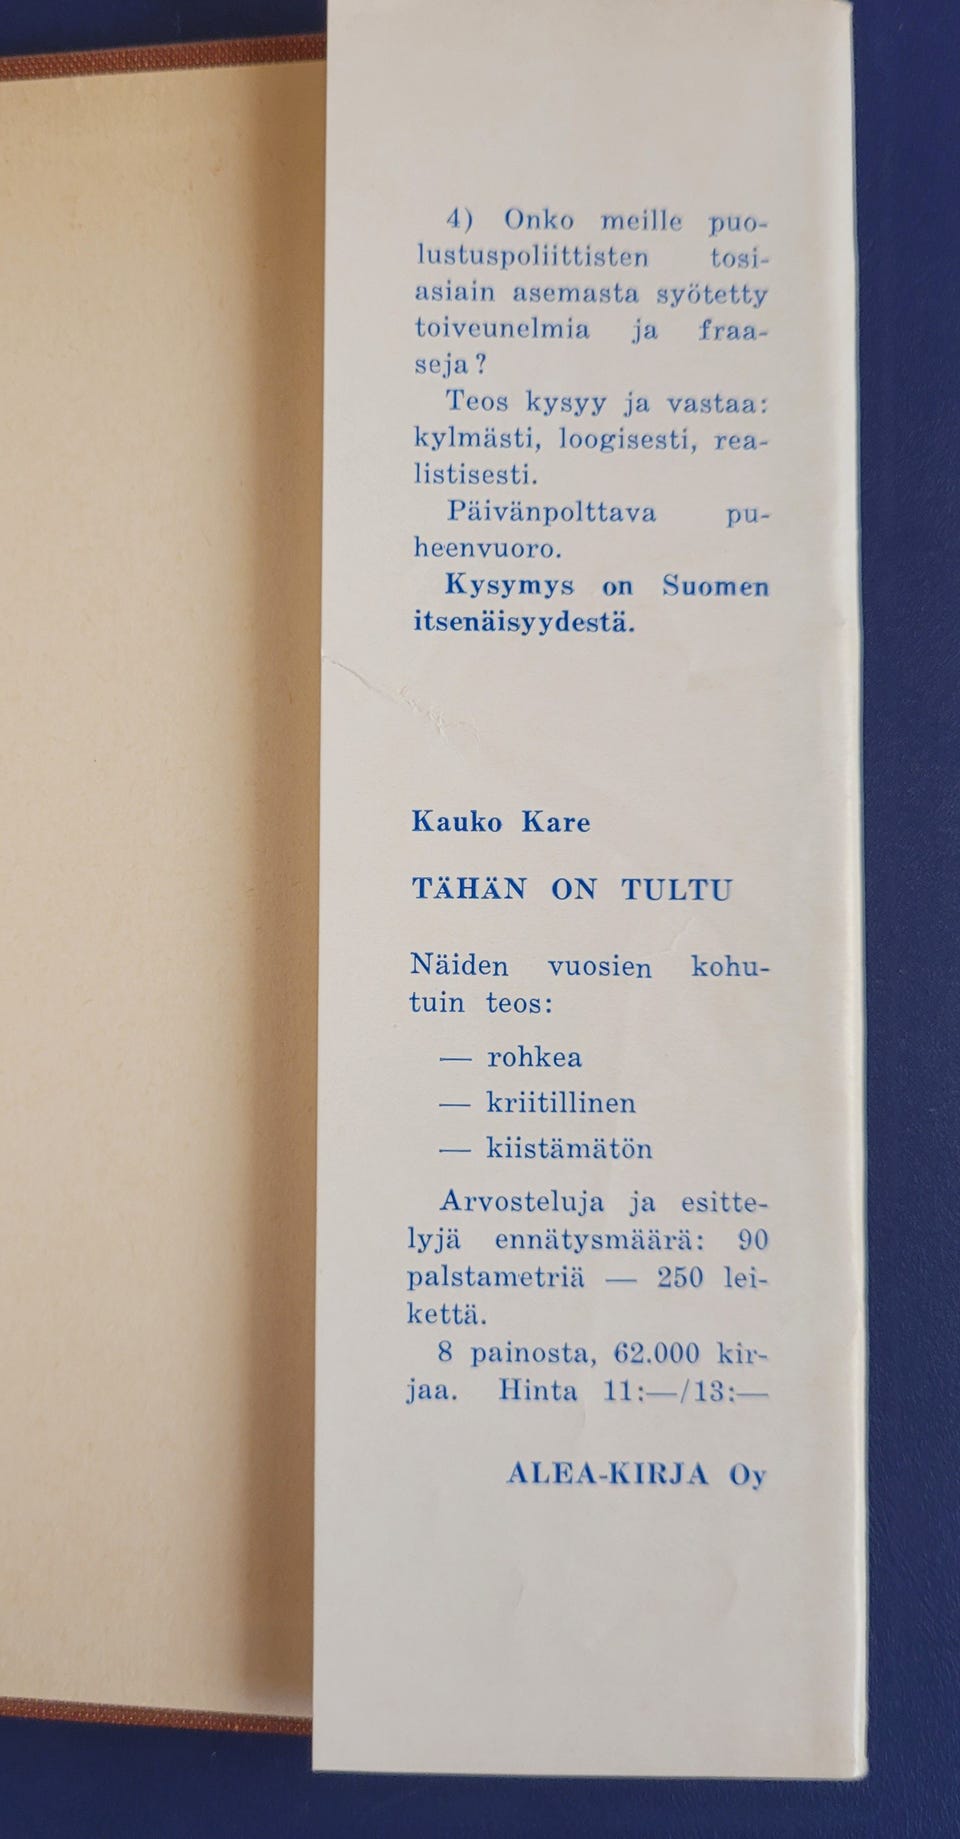 4) Onko meille puo-
lustuspoliittisten tosi-
asiain asemasta syötetty
toiveunelmia ja fraa-
seja?
Teos kysyy ja vastaa:
kylmästi, loogisesti, rea-
listisesti.
Päivänpolttava pu-
heenvuoro.
Kysymys on Suomen
itsenäisyydestä.
Kauko Kare
TÄHÄN ON TULTU
Näiden vuosien kohu-
tuin teos:
— rohkea
— kriitillinen
— kiistämätön
Arvosteluja ja esitte-
lyjä ennätysmäärä: 90
palstametriä — 250 lei-
kettä.
8 painosta, 62.000 kir-
jaa. Hinta 11:—/13:—
ALEA-KIRJA Oy